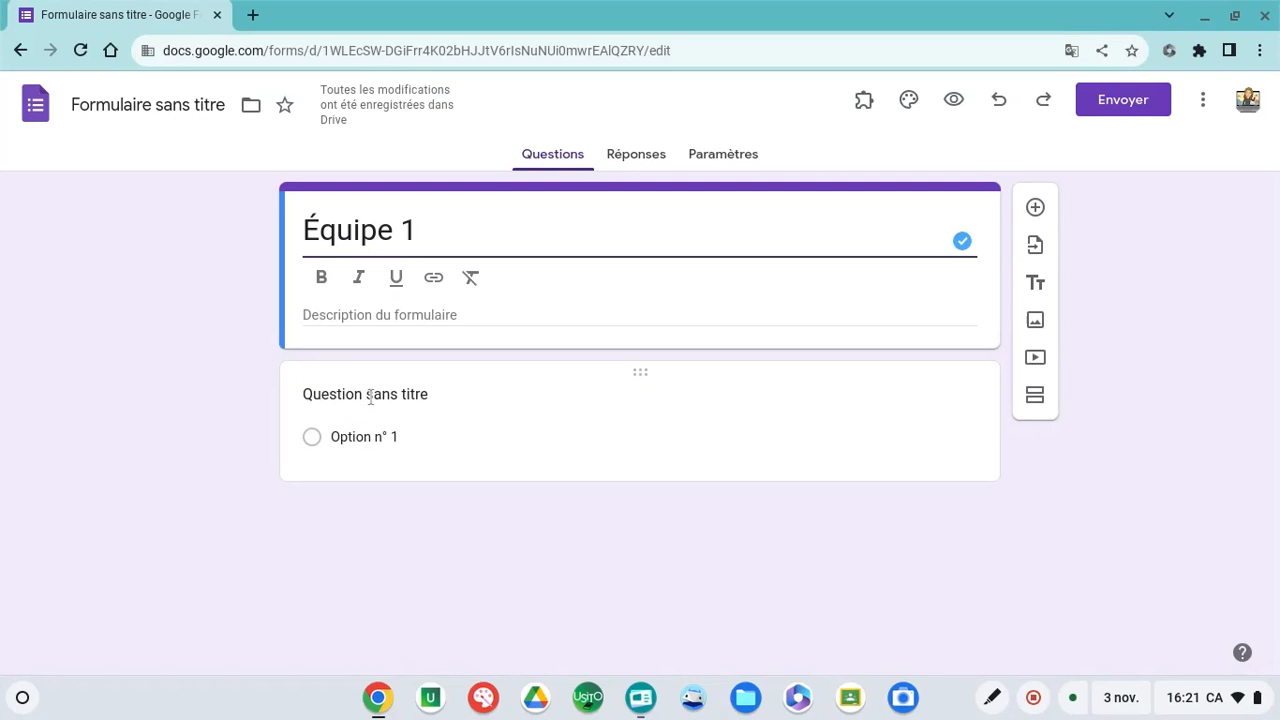 Formulaire sans titre - Google F
docs.google.com/forms/d/1WLEcSW-DGiFrr4K02bHJJtV6rIsNuNUi0mwrEAlQZRY/edit
Formulaire sans titre
Toutes les modifications
ont été enregistrées dans
Drive
Envoyer
Questions
Réponses
Paramètres
Équipe 1
B I U
Description du formulaire
Question sans titre
Option n° 1
U
USITO
3 nov.
16:21 CA